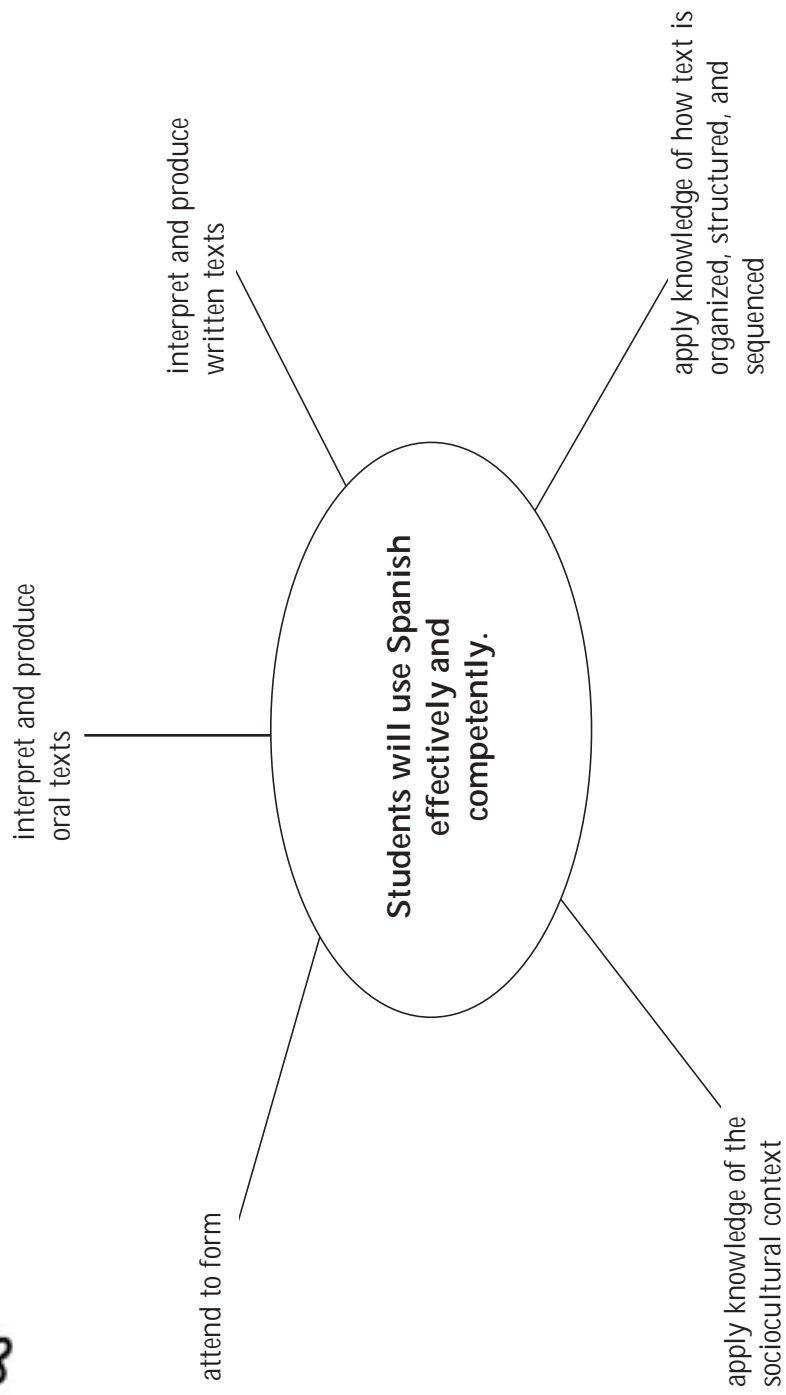 interpret and produce
oral texts
attend to form
interpret and produce
written texts
Students will use Spanish
effectively and
competently.
apply knowledge of the
sociocultural context
apply knowledge of how text is
organized, structured, and
sequenced